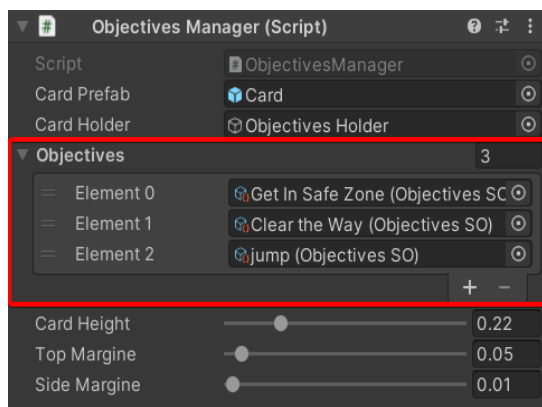 # Objectives Manager (Script)
Script ObjectivesManager
Card Prefab Card
Card Holder Objectives Holder
Objectives 3
Element 0 Get In Safe Zone (Objectives SO
Element 1 Clear the Way (Objectives SO)
Element 2 jump (Objectives SO)
+ −
Card Height 0.22
Top Margine 0.05
Side Margine 0.01